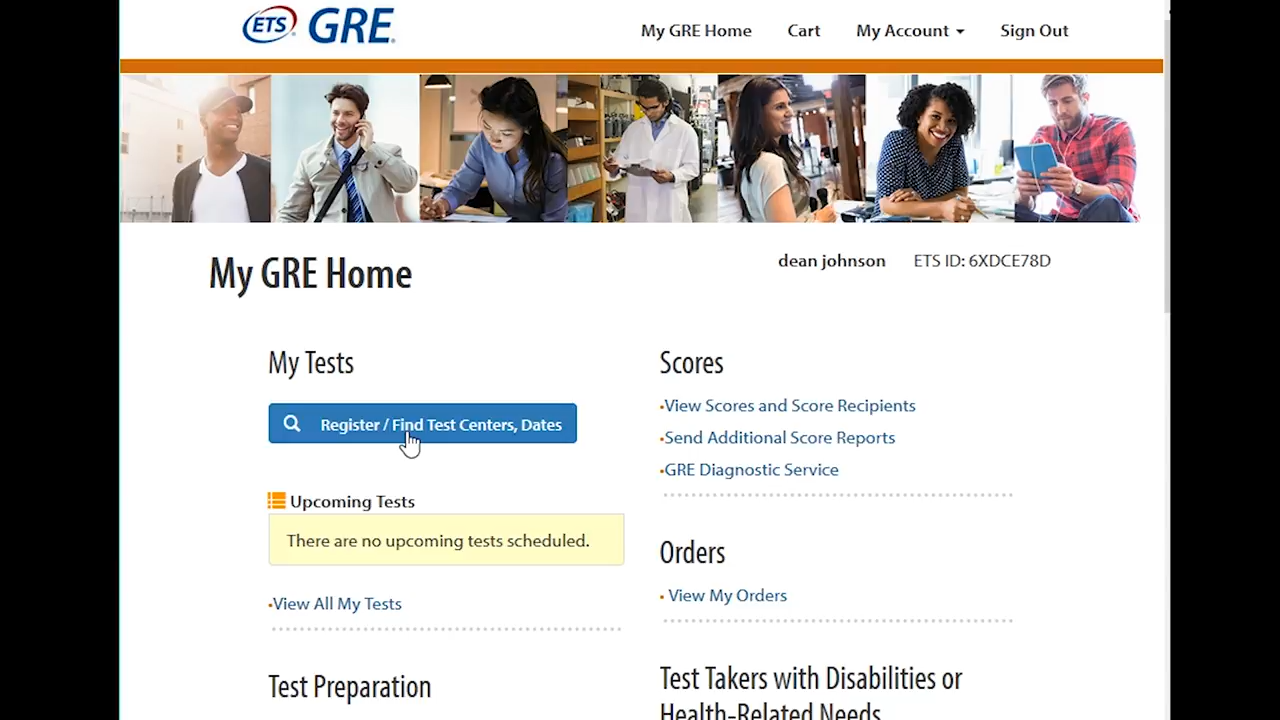 ETS GRE
My GRE Home Cart My Account Sign Out
My GRE Home
dean johnson ETS ID: 6XDCE78D
My Tests
Register / Find Test Centers, Dates
Upcoming Tests
There are no upcoming tests scheduled.
•View All My Tests
Test Preparation
Scores
•View Scores and Score Recipients
•Send Additional Score Reports
•GRE Diagnostic Service
Orders
• View My Orders
Test Takers with Disabilities or
Health-Related Needs